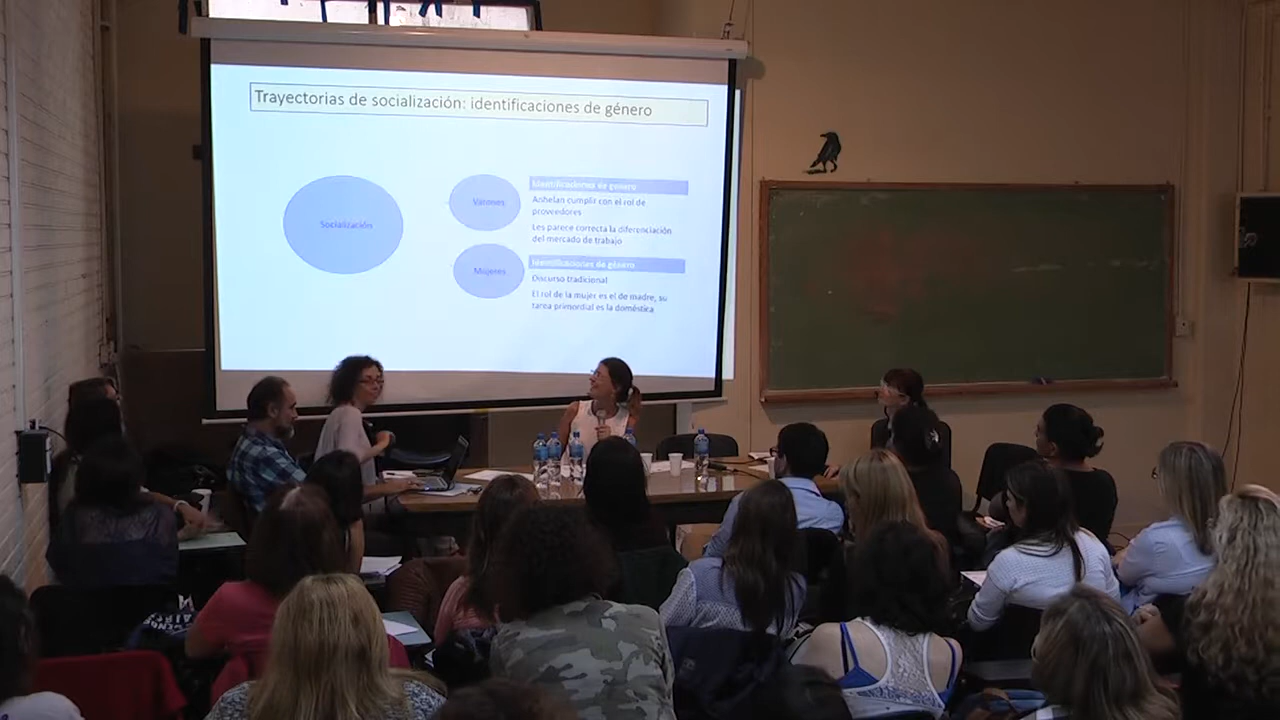 Trayectorias de socialización: identificaciones de género
Socialización
Varones
Identificaciones de género
Anhelan cumplir con el rol de
proveedores
Les parece correcta la diferenciación
del mercado de trabajo
Mujeres
Identificaciones de género
Discurso tradicional
El rol de la mujer es el de madre, su
tarea primordial es la doméstica